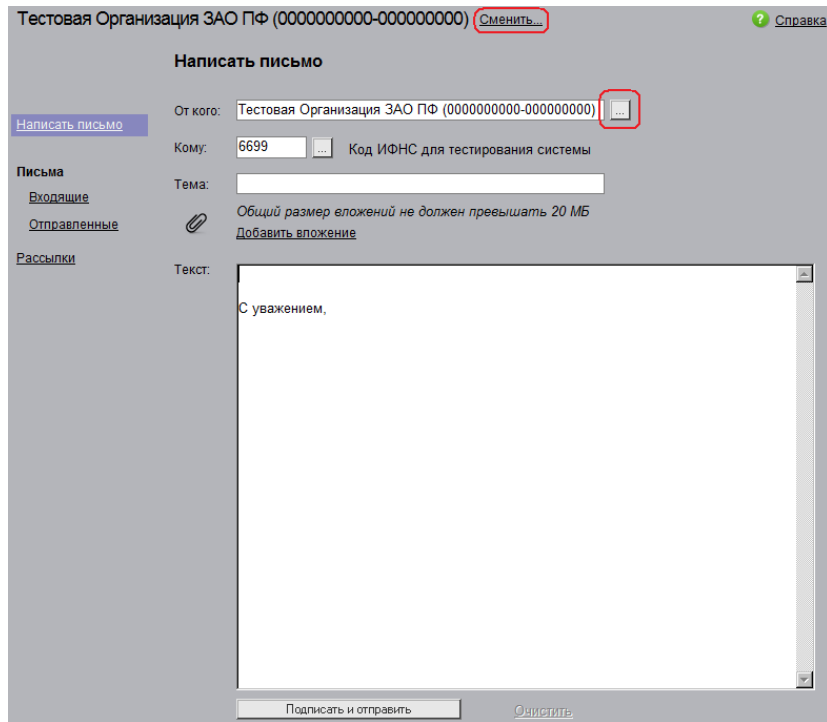 Тестовая Организация ЗАО ПФ (0000000000-000000000) Сменить... ? Справка
Написать письмо
Написать письмо
От кого: Тестовая Организация ЗАО ПФ (0000000000-000000000) ...
Кому: 6699 ... Код ИФНС для тестирования системы
Письма
Тема:
Входящие
Общий размер вложений не должен превышать 20 МБ
Отправленные
Добавить вложение
Рассылки
Текст:
С уважением,
Подписать и отправить Очистить